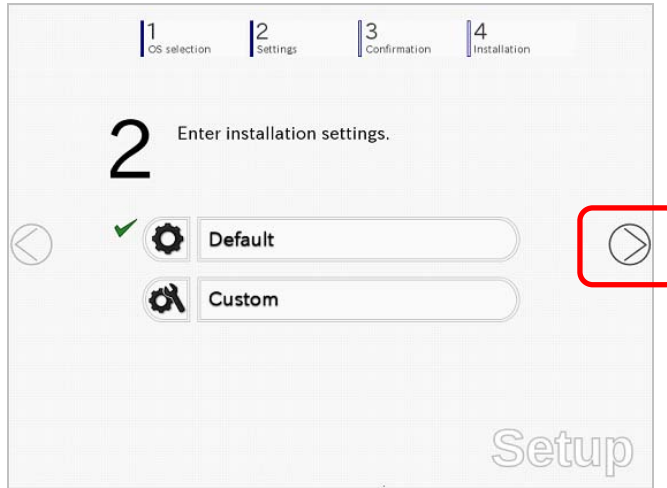 1
OS selection
2
Settings
3
Confirmation
4
Installation
2
Enter installation settings.
Default
Custom
Setup